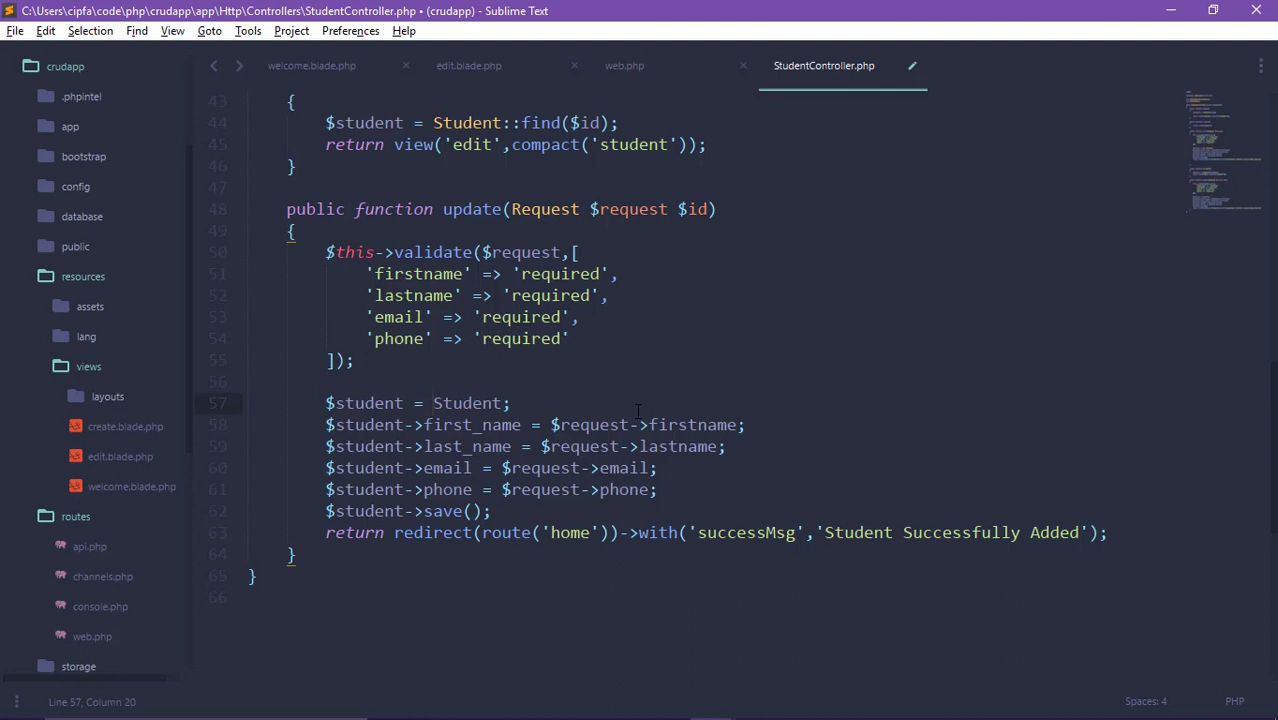 C:\Users\cipfa\code\php\crudapp\app\Http\Controllers\StudentController.php • (crudapp) - Sublime Text
File Edit Selection Find View Goto Tools Project Preferences Help
crudapp
.phpintel
app
bootstrap
config
database
public
resources
assets
lang
views
layouts
create.blade.php
edit.blade.php
welcome.blade.php
routes
api.php
channels.php
console.php
web.php
storage
welcome.blade.php × edit.blade.php × web.php × StudentController.php
43 {
44 $student = Student::find($id);
45 return view('edit',compact('student'));
46 }
47
48 public function update(Request $request $id)
49 {
50 $this->validate($request,[
51 'firstname' => 'required',
52 'lastname' => 'required',
53 'email' => 'required',
54 'phone' => 'required'
55 ]);
56
57 $student = Student;
58 $student->first_name = $request->firstname;
59 $student->last_name = $request->lastname;
60 $student->email = $request->email;
61 $student->phone = $request->phone;
62 $student->save();
63 return redirect(route('home'))->with('successMsg','Student Successfully Added');
64 }
65 }
66
Line 57, Column 20 Spaces: 4 PHP